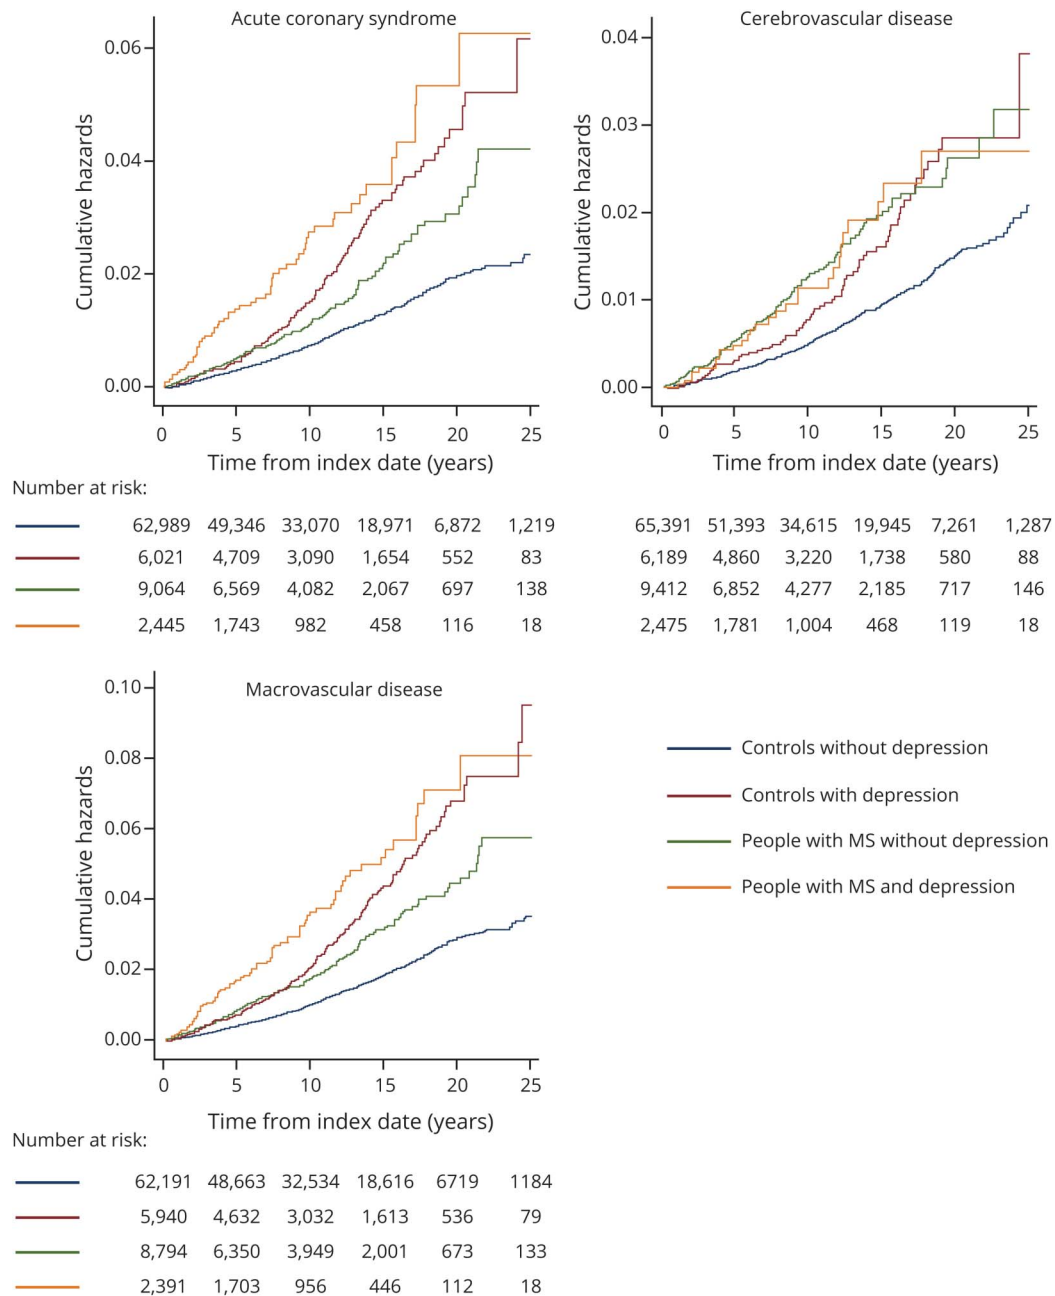 Acute coronary syndrome
Cumulative hazards
0.06
0.04
0.02
0.00
0 5 10 15 20 25
Time from index date (years)
Cerebrovascular disease
Cumulative hazards
0.04
0.03
0.02
0.01
0.00
0 5 10 15 20 25
Time from index date (years)
Number at risk:
62,989 49,346 33,070 18,971 6,872 1,219 65,391 51,393 34,615 19,945 7,261 1,287
6,021 4,709 3,090 1,654 552 83 6,189 4,860 3,220 1,738 580 88
9,064 6,569 4,082 2,067 697 138 9,412 6,852 4,277 2,185 717 146
2,445 1,743 982 458 116 18 2,475 1,781 1,004 468 119 18
Macrovascular disease
Cumulative hazards
0.10
0.08
0.06
0.04
0.02
0.00
0 5 10 15 20 25
Time from index date (years)
Controls without depression
Controls with depression
People with MS without depression
People with MS and depression
Number at risk:
62,191 48,663 32,534 18,616 6719 1184
5,940 4,632 3,032 1,613 536 79
8,794 6,350 3,949 2,001 673 133
2,391 1,703 956 446 112 18